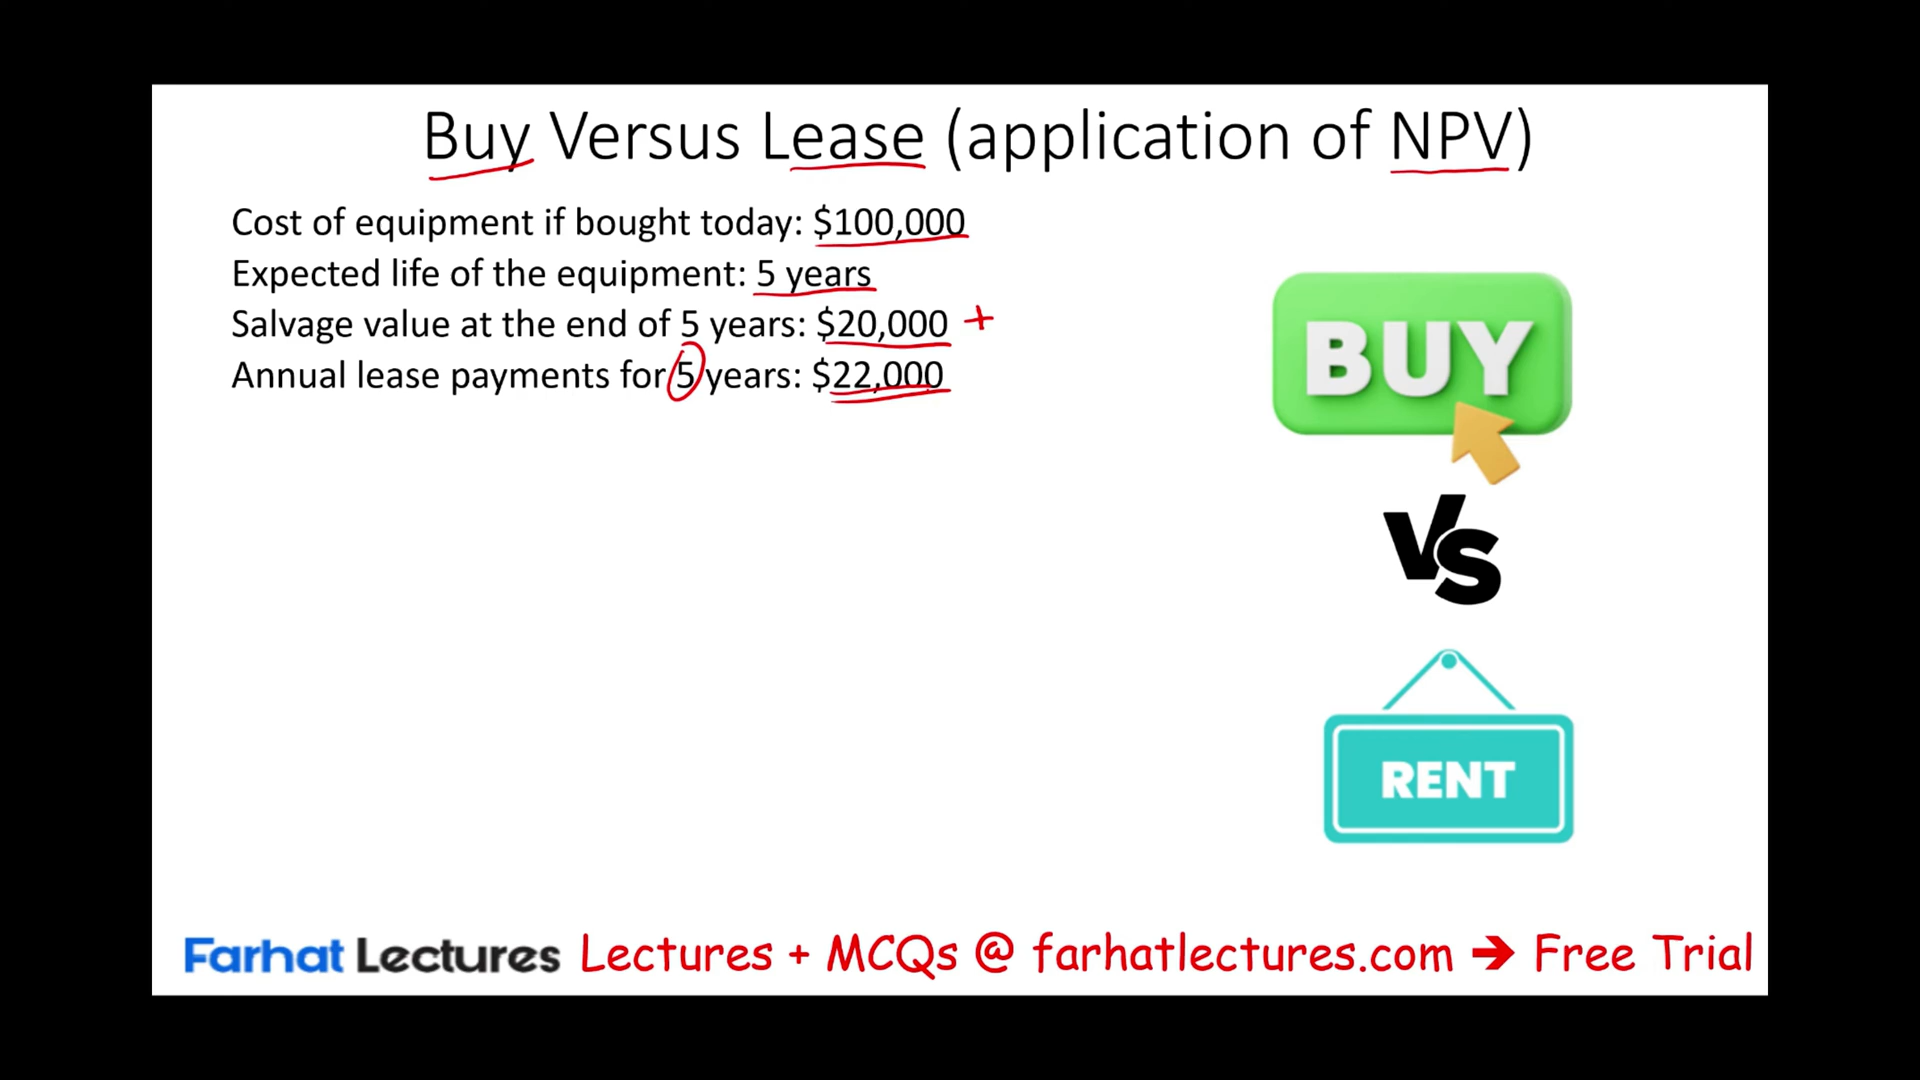 Buy Versus Lease (application of NPV)
Cost of equipment if bought today: $100,000
Expected life of the equipment: 5 years
Salvage value at the end of 5 years: $20,000 +
Annual lease payments for 5 years: $22,000
BUY
VS
RENT
Farhat Lectures Lectures + MCQs @ farhatlectures.com ➔ Free Trial